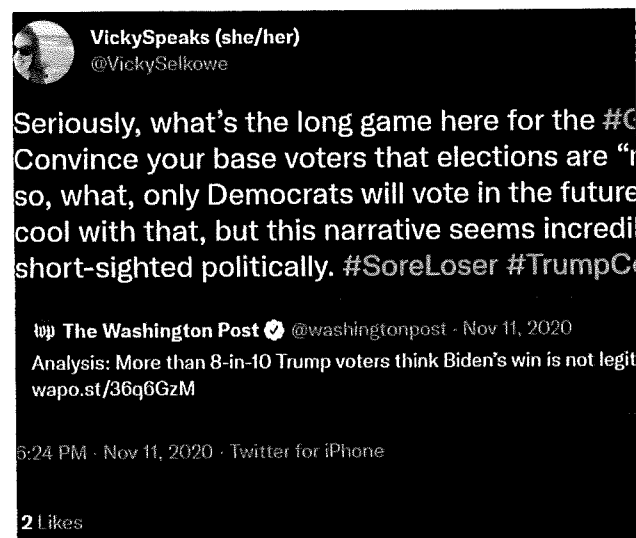 VickySpeaks (she/her)
@VickySelkowe
Seriously, what's the long game here for the
Convince your base voters that elections are
so, what, only Democrats will vote in the future
cool with that, but this narrative seems
short-sighted politically. #SoreLoser
wp The Washington Post @washingtonpost · Nov 11, 2020
Analysis: More than 8-in-10 Trump voters think Biden's win is not
wapo.st/36q6GzM
6:24 PM · Nov 11, 2020 · Twitter for iPhone
2 Likes